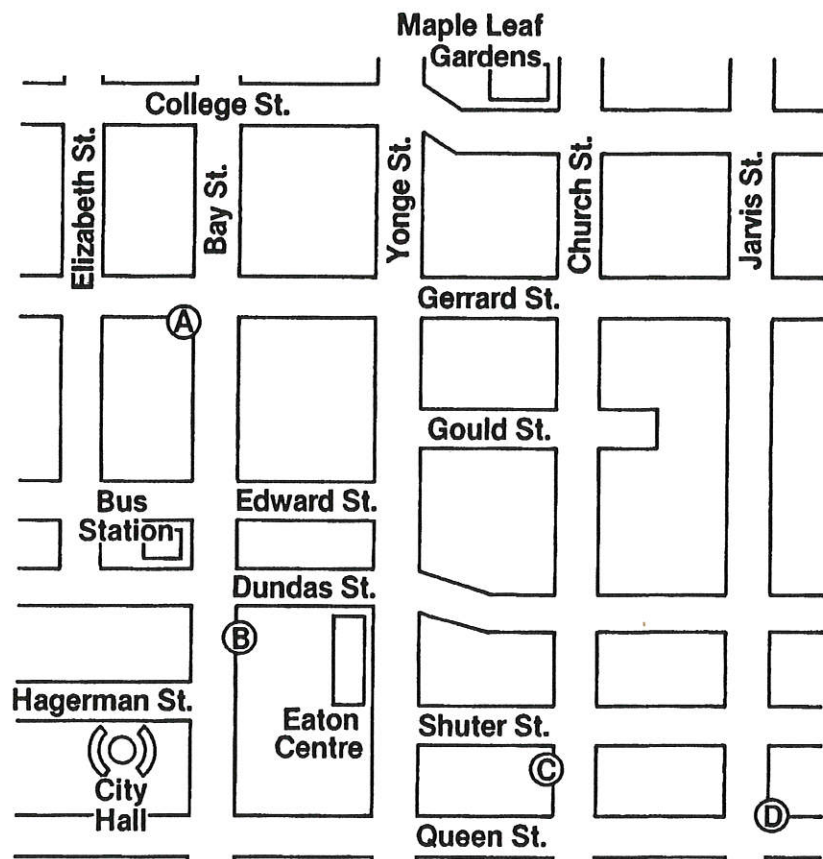 Maple Leaf
Gardens
College St.
Elizabeth St.
Bay St.
Yonge St.
Church St.
Jarvis St.
Gerrard St.
A
Gould St.
Bus
Station
Edward St.
Dundas St.
B
Hagerman St.
Eaton
Centre
Shuter St.
City
Hall
C
D
Queen St.